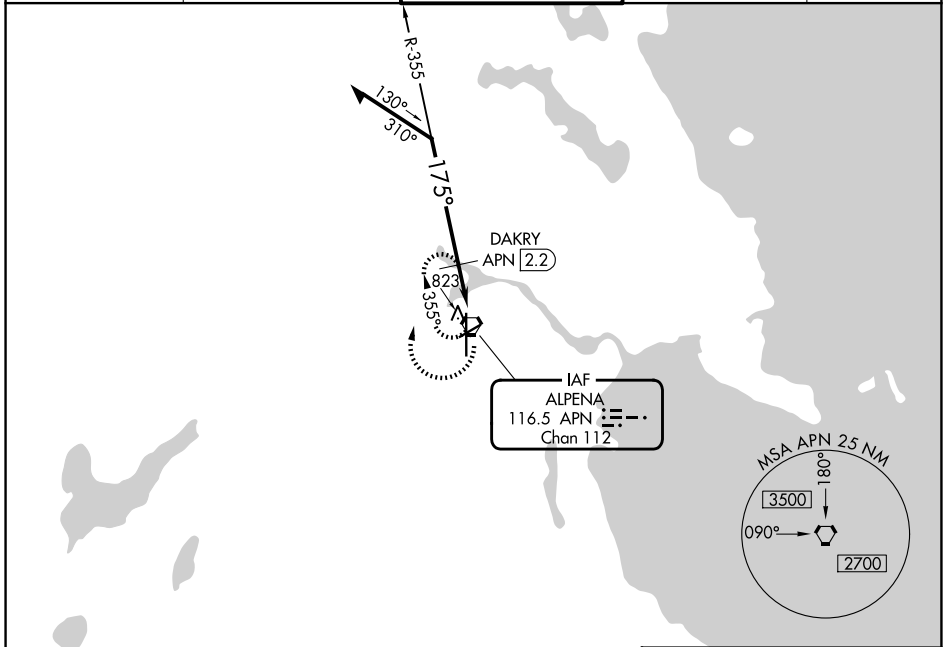 R-355
130°
310°
175°
DAKRY
APN 2.2
823
355°
IAF
ALPENA
116.5 APN
Chan 112
MSA APN 25 NM
180°
3500
090°
2700